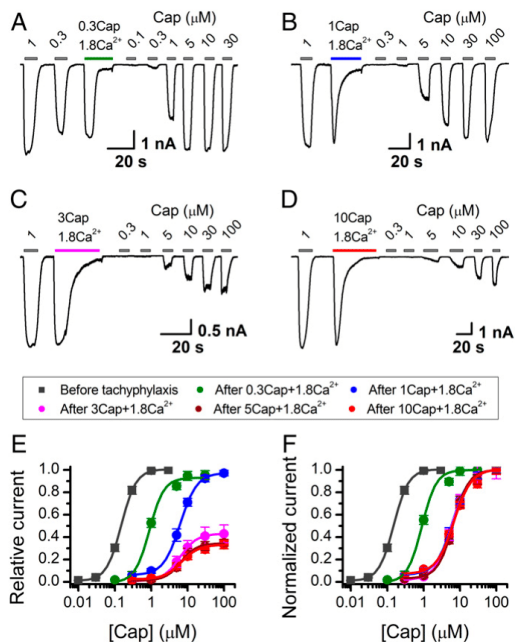 A
Cap (μM)
0.3Cap
1.8Ca²⁺
1 0.3 0.1 0.3 1 5 10 30
1 nA
20 s
B
Cap (μM)
1Cap
1.8Ca²⁺
1 0.3 1 5 10 30 100
1 nA
20 s
C
Cap (μM)
3Cap
1.8Ca²⁺
1 0.3 1 5 10 30 100
0.5 nA
20 s
D
Cap (μM)
10Cap
1.8Ca²⁺
1 0.3 1 5 10 30 100
1 nA
20 s
Before tachyphylaxis After 0.3Cap+1.8Ca²⁺ After 1Cap+1.8Ca²⁺
After 3Cap+1.8Ca²⁺ After 5Cap+1.8Ca²⁺ After 10Cap+1.8Ca²⁺
E
Relative current
1.0
0.8
0.6
0.4
0.2
0.0
0.01 0.1 1 10 100
[Cap] (μM)
F
Normalized current
1.0
0.8
0.6
0.4
0.2
0.0
0.01 0.1 1 10 100
[Cap] (μM)